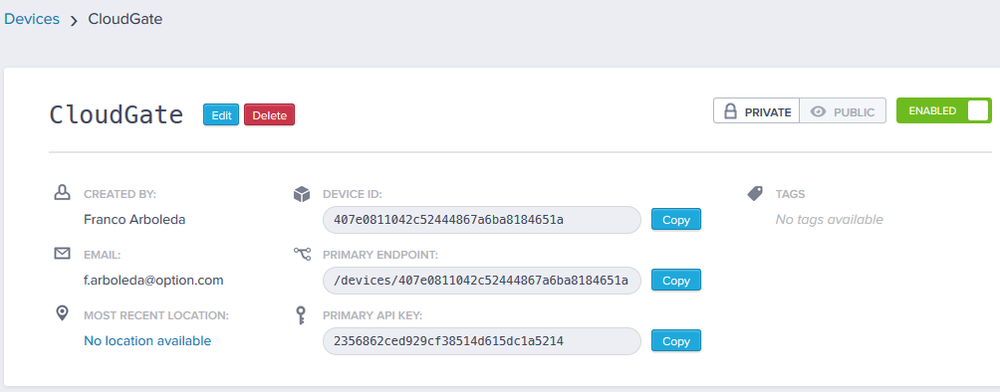 Devices > CloudGate
CloudGate Edit Delete PRIVATE PUBLIC ENABLED
CREATED BY: DEVICE ID: TAGS
Franco Arboleda 407e0811042c52444867a6ba8184651a Copy No tags available
EMAIL: PRIMARY ENDPOINT:
f.arboleda@option.com /devices/407e0811042c52444867a6ba8184651a Copy
MOST RECENT LOCATION: PRIMARY API KEY:
No location available 2356862ced929cf38514d615dc1a5214 Copy